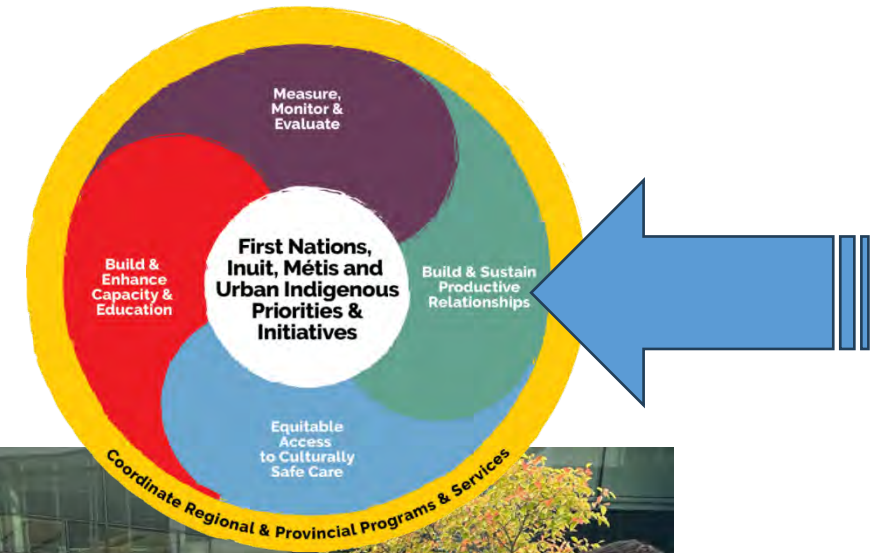 Measure,
Monitor &
Evaluate
First Nations,
Inuit, Métis and
Urban Indigenous
Priorities &
Initiatives
Build &
Enhance
Capacity &
Education
Build & Sustain
Productive
Relationships
Equitable
Access
to Culturally
Safe Care
Coordinate Regional & Provincial Programs & Services